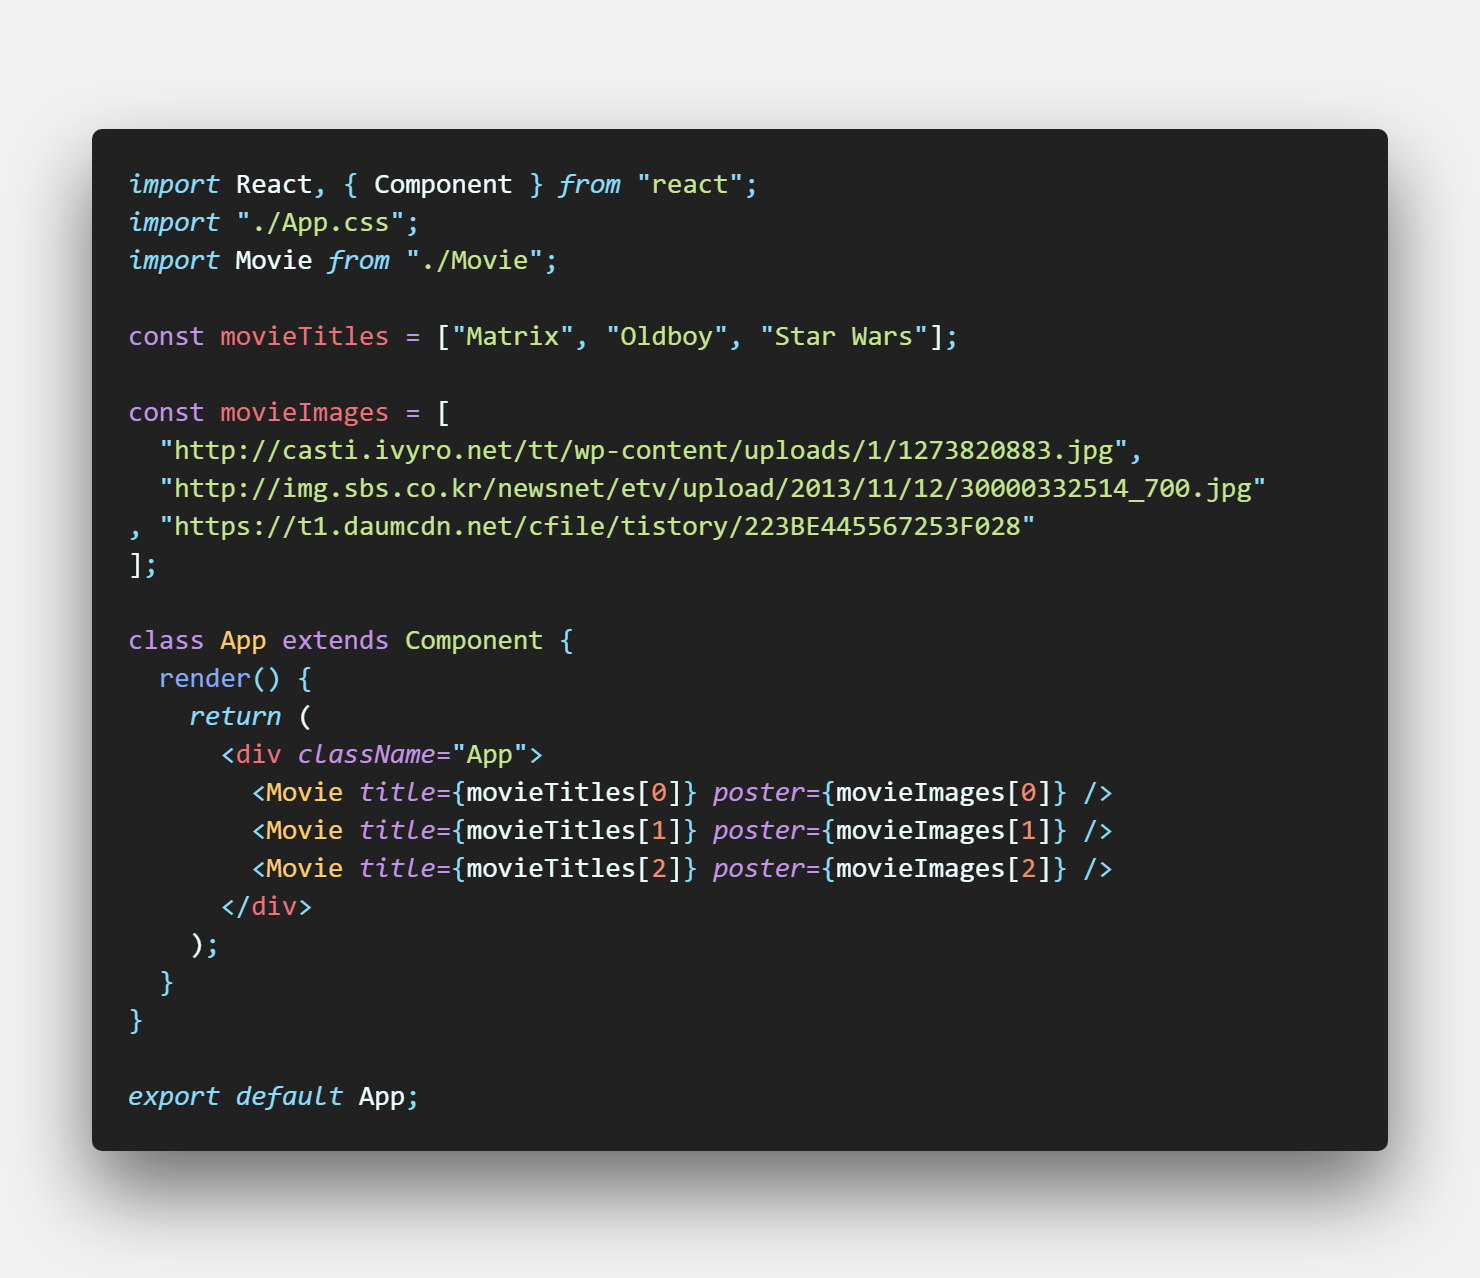 import React, { Component } from "react";
import "./App.css";
import Movie from "./Movie";

const movieTitles = ["Matrix", "Oldboy", "Star Wars"];

const movieImages = [
  "http://casti.ivyro.net/tt/wp-content/uploads/1/1273820883.jpg",
  "http://img.sbs.co.kr/newsnet/etv/upload/2013/11/12/30000332514_700.jpg"
, "https://t1.daumcdn.net/cfile/tistory/223BE445567253F028"
];

class App extends Component {
  render() {
    return (
      <div className="App">
        <Movie title={movieTitles[0]} poster={movieImages[0]} />
        <Movie title={movieTitles[1]} poster={movieImages[1]} />
        <Movie title={movieTitles[2]} poster={movieImages[2]} />
      </div>
    );
  }
}

export default App;